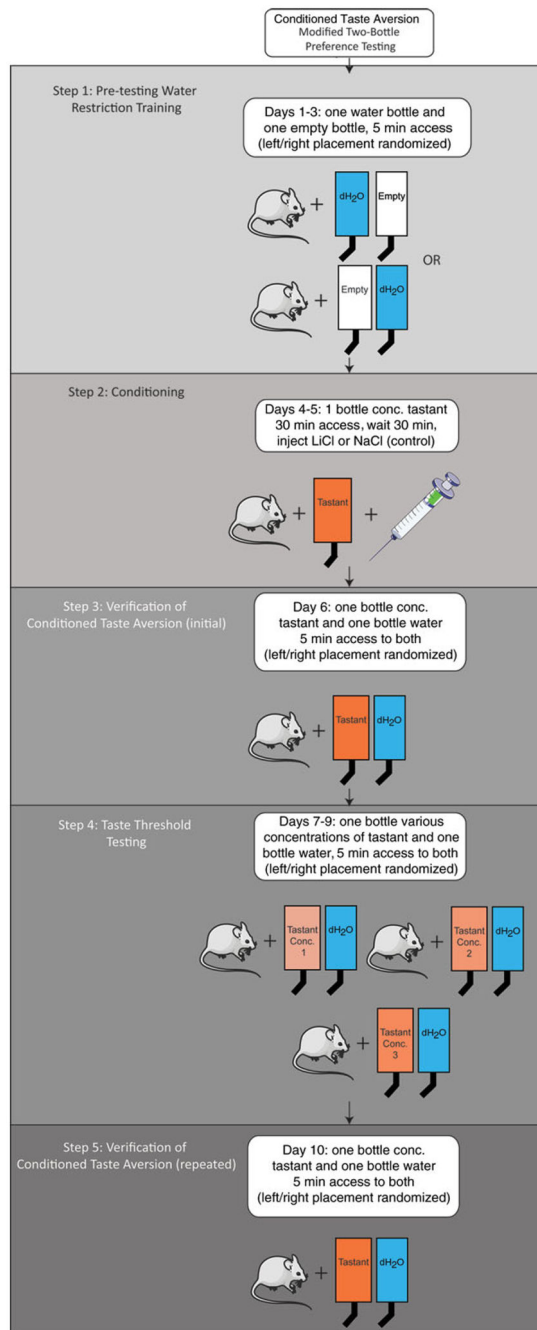 Conditioned Taste Aversion
Modified Two-Bottle
Preference Testing
Step 1: Pre-testing Water
Restriction Training
Days 1-3: one water bottle and
one empty bottle, 5 min access
(left/right placement randomized)
+
dH₂O
Empty
OR
+
Empty
dH₂O
Step 2: Conditioning
Days 4-5: 1 bottle conc. tastant
30 min access, wait 30 min,
inject LiCl or NaCl (control)
+
Tastant
+
Step 3: Verification of
Conditioned Taste Aversion (initial)
Day 6: one bottle conc.
tastant and one bottle water
5 min access to both
(left/right placement randomized)
+
Tastant
dH₂O
Step 4: Taste Threshold
Testing
Days 7-9: one bottle various
concentrations of tastant and one
bottle water, 5 min access to both
(left/right placement randomized)
+
Tastant
Conc.
1
dH₂O
+
Tastant
Conc.
2
dH₂O
+
Tastant
Conc.
3
dH₂O
Step 5: Verification of
Conditioned Taste Aversion (repeated)
Day 10: one bottle conc.
tastant and one bottle water
5 min access to both
(left/right placement randomized)
+
Tastant
dH₂O